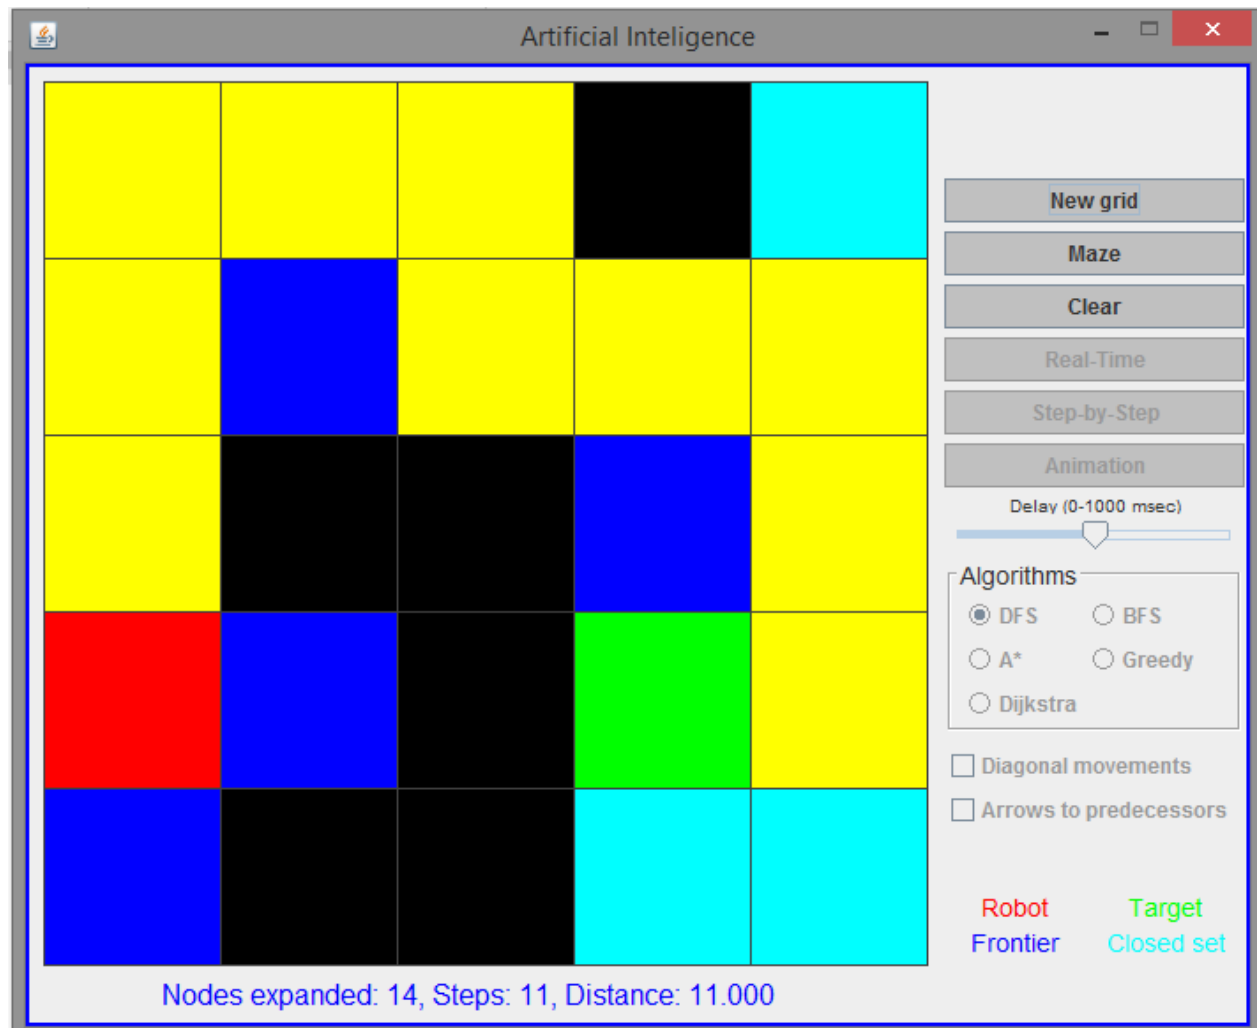 Artificial Inteligence
New grid
Maze
Clear
Real-Time
Step-by-Step
Animation
Delay (0-1000 msec)
Algorithms
DFS BFS
A* Greedy
Dijkstra
Diagonal movements
Arrows to predecessors
Robot Target
Frontier Closed set
Nodes expanded: 14, Steps: 11, Distance: 11.000